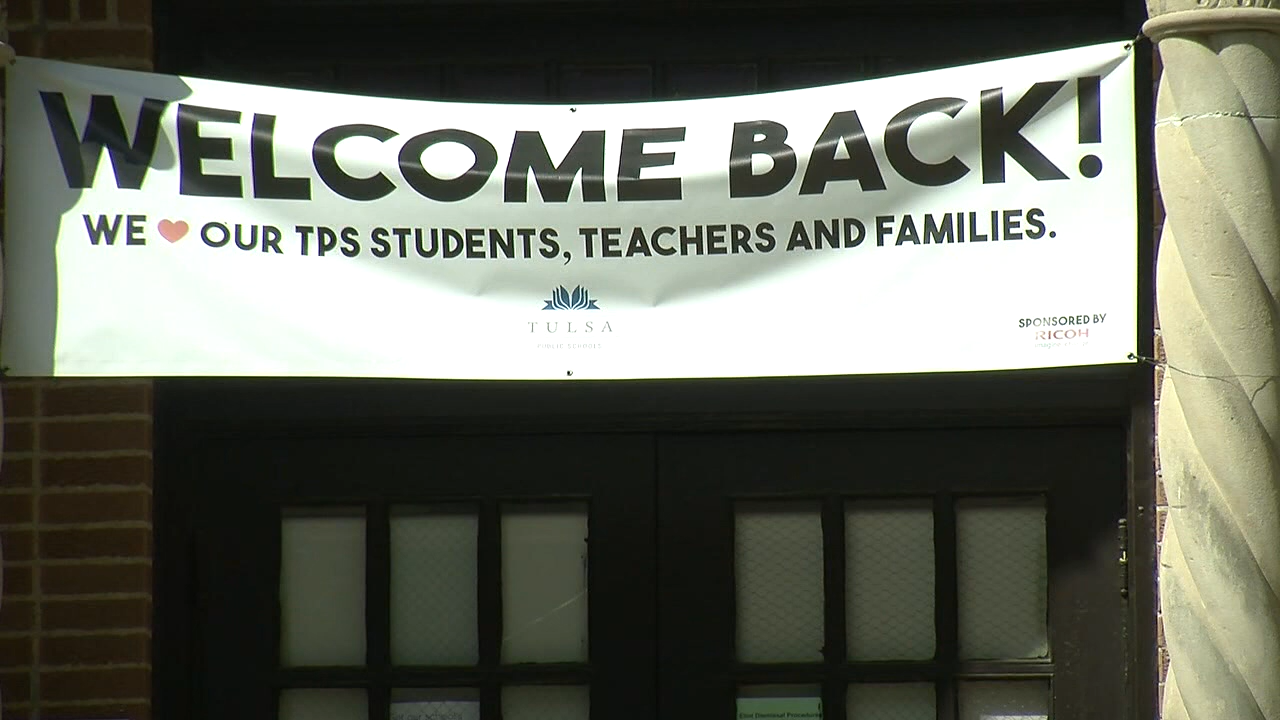 WELCOME BACK!
WE ❤ OUR TPS STUDENTS, TEACHERS AND FAMILIES.
TULSA
PUBLIC SCHOOLS
SPONSORED BY
RICOH